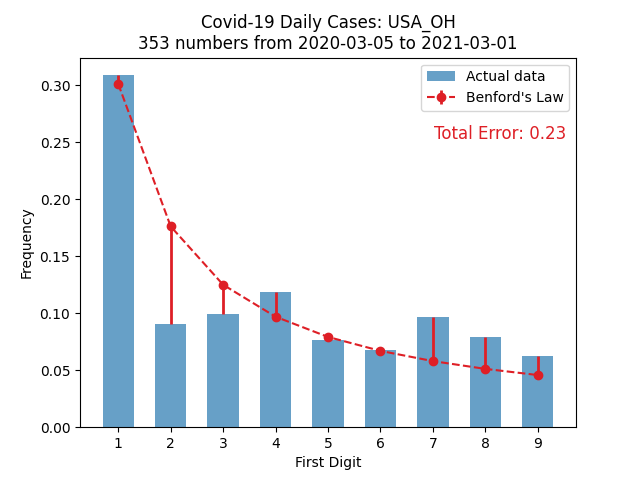 Covid-19 Daily Cases: USA_OH
353 numbers from 2020-03-05 to 2021-03-01
Actual data
Benford's Law
Total Error: 0.23
Frequency
0.30
0.25
0.20
0.15
0.10
0.05
0.00
1 2 3 4 5 6 7 8 9
First Digit